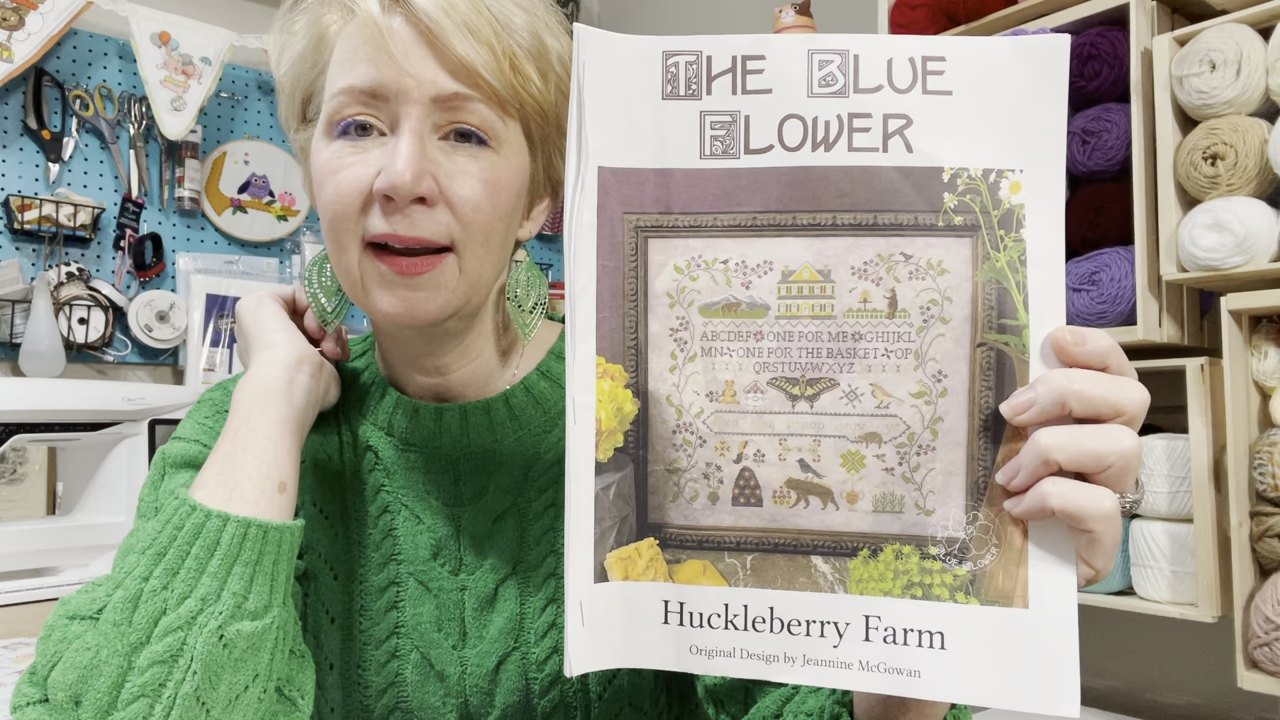 THE BLUE
FLOWER
ABCDEF ONE FOR ME GHIJKL
MN ONE FOR THE BASKET OP
QRSTUVWXYZ
BLUE FLOWER
Huckleberry Farm
Original Design by Jeannine McGowan